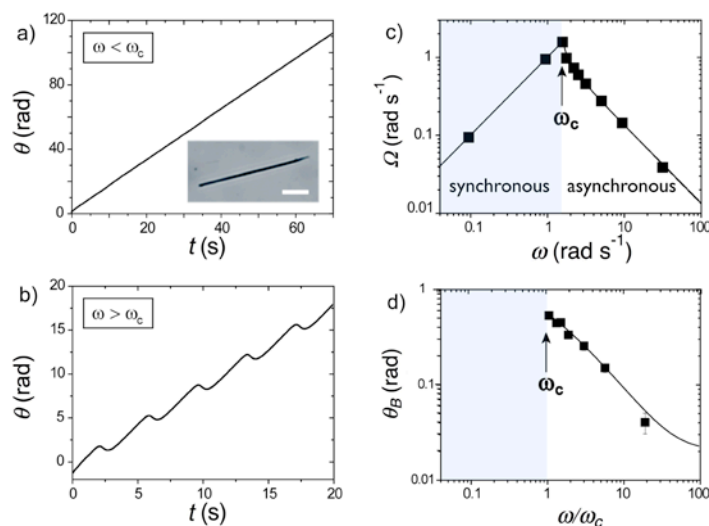 a)
ω < ωc
θ (rad)
120
80
40
0
0 20 40 60
t (s)
b)
ω > ωc
θ (rad)
20
15
10
5
0
0 5 10 15 20
t (s)
c)
Ω (rad s⁻¹)
1
0.1
0.01
ωc
synchronous asynchronous
0.1 1 10 100
ω (rad s⁻¹)
d)
θB (rad)
1
0.1
0.01
ωc
0.1 1 10 100
ω/ωc